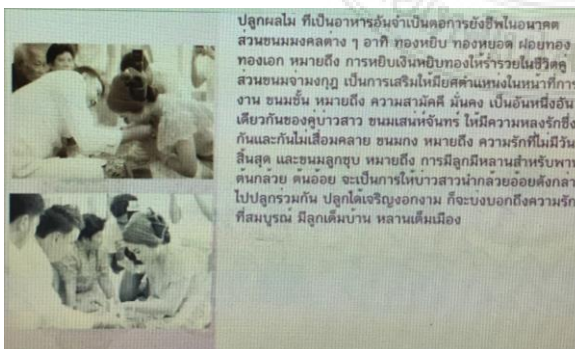 ปลูกผลไม้ ที่เป็นอาหารอันจำเป็นต่อการยังชีพในอนาคต
ส่วนขนมมงคลต่าง ๆ อาทิ ทองหยิบ ทองหยอด ฝอยทอง
ทองเอก หมายถึง การหยิบเงินหยิบทองให้ร่ำรวยในชีวิตคู่
ส่วนขนมจ่ามงกุฎ เป็นการเสริมให้มียศตำแหน่งในหน้าที่การ
งาน ขนมชั้น หมายถึง ความสามัคคี มั่นคง เป็นอันหนึ่งอัน
เดียวกันของคู่บ่าวสาว ขนมเสน่ห์จันทร์ ให้มีความหลงรักซึ่ง
กันและกันไม่เสื่อมคลาย ขนมกง หมายถึง ความรักที่ไม่มีวัน
สิ้นสุด และขนมลูกชุบ หมายถึง การมีลูกมีหลานสำหรับพาน
ต้นกล้วย ต้นอ้อย จะเป็นการให้บ่าวสาวนำกล้วยอ้อยดังกล่า
ไปปลูกร่วมกัน ปลูกได้เจริญงอกงาม ก็จะบ่งบอกถึงความรัก
ที่สมบูรณ์ มีลูกเต็มบ้าน หลานเต็มเมือง